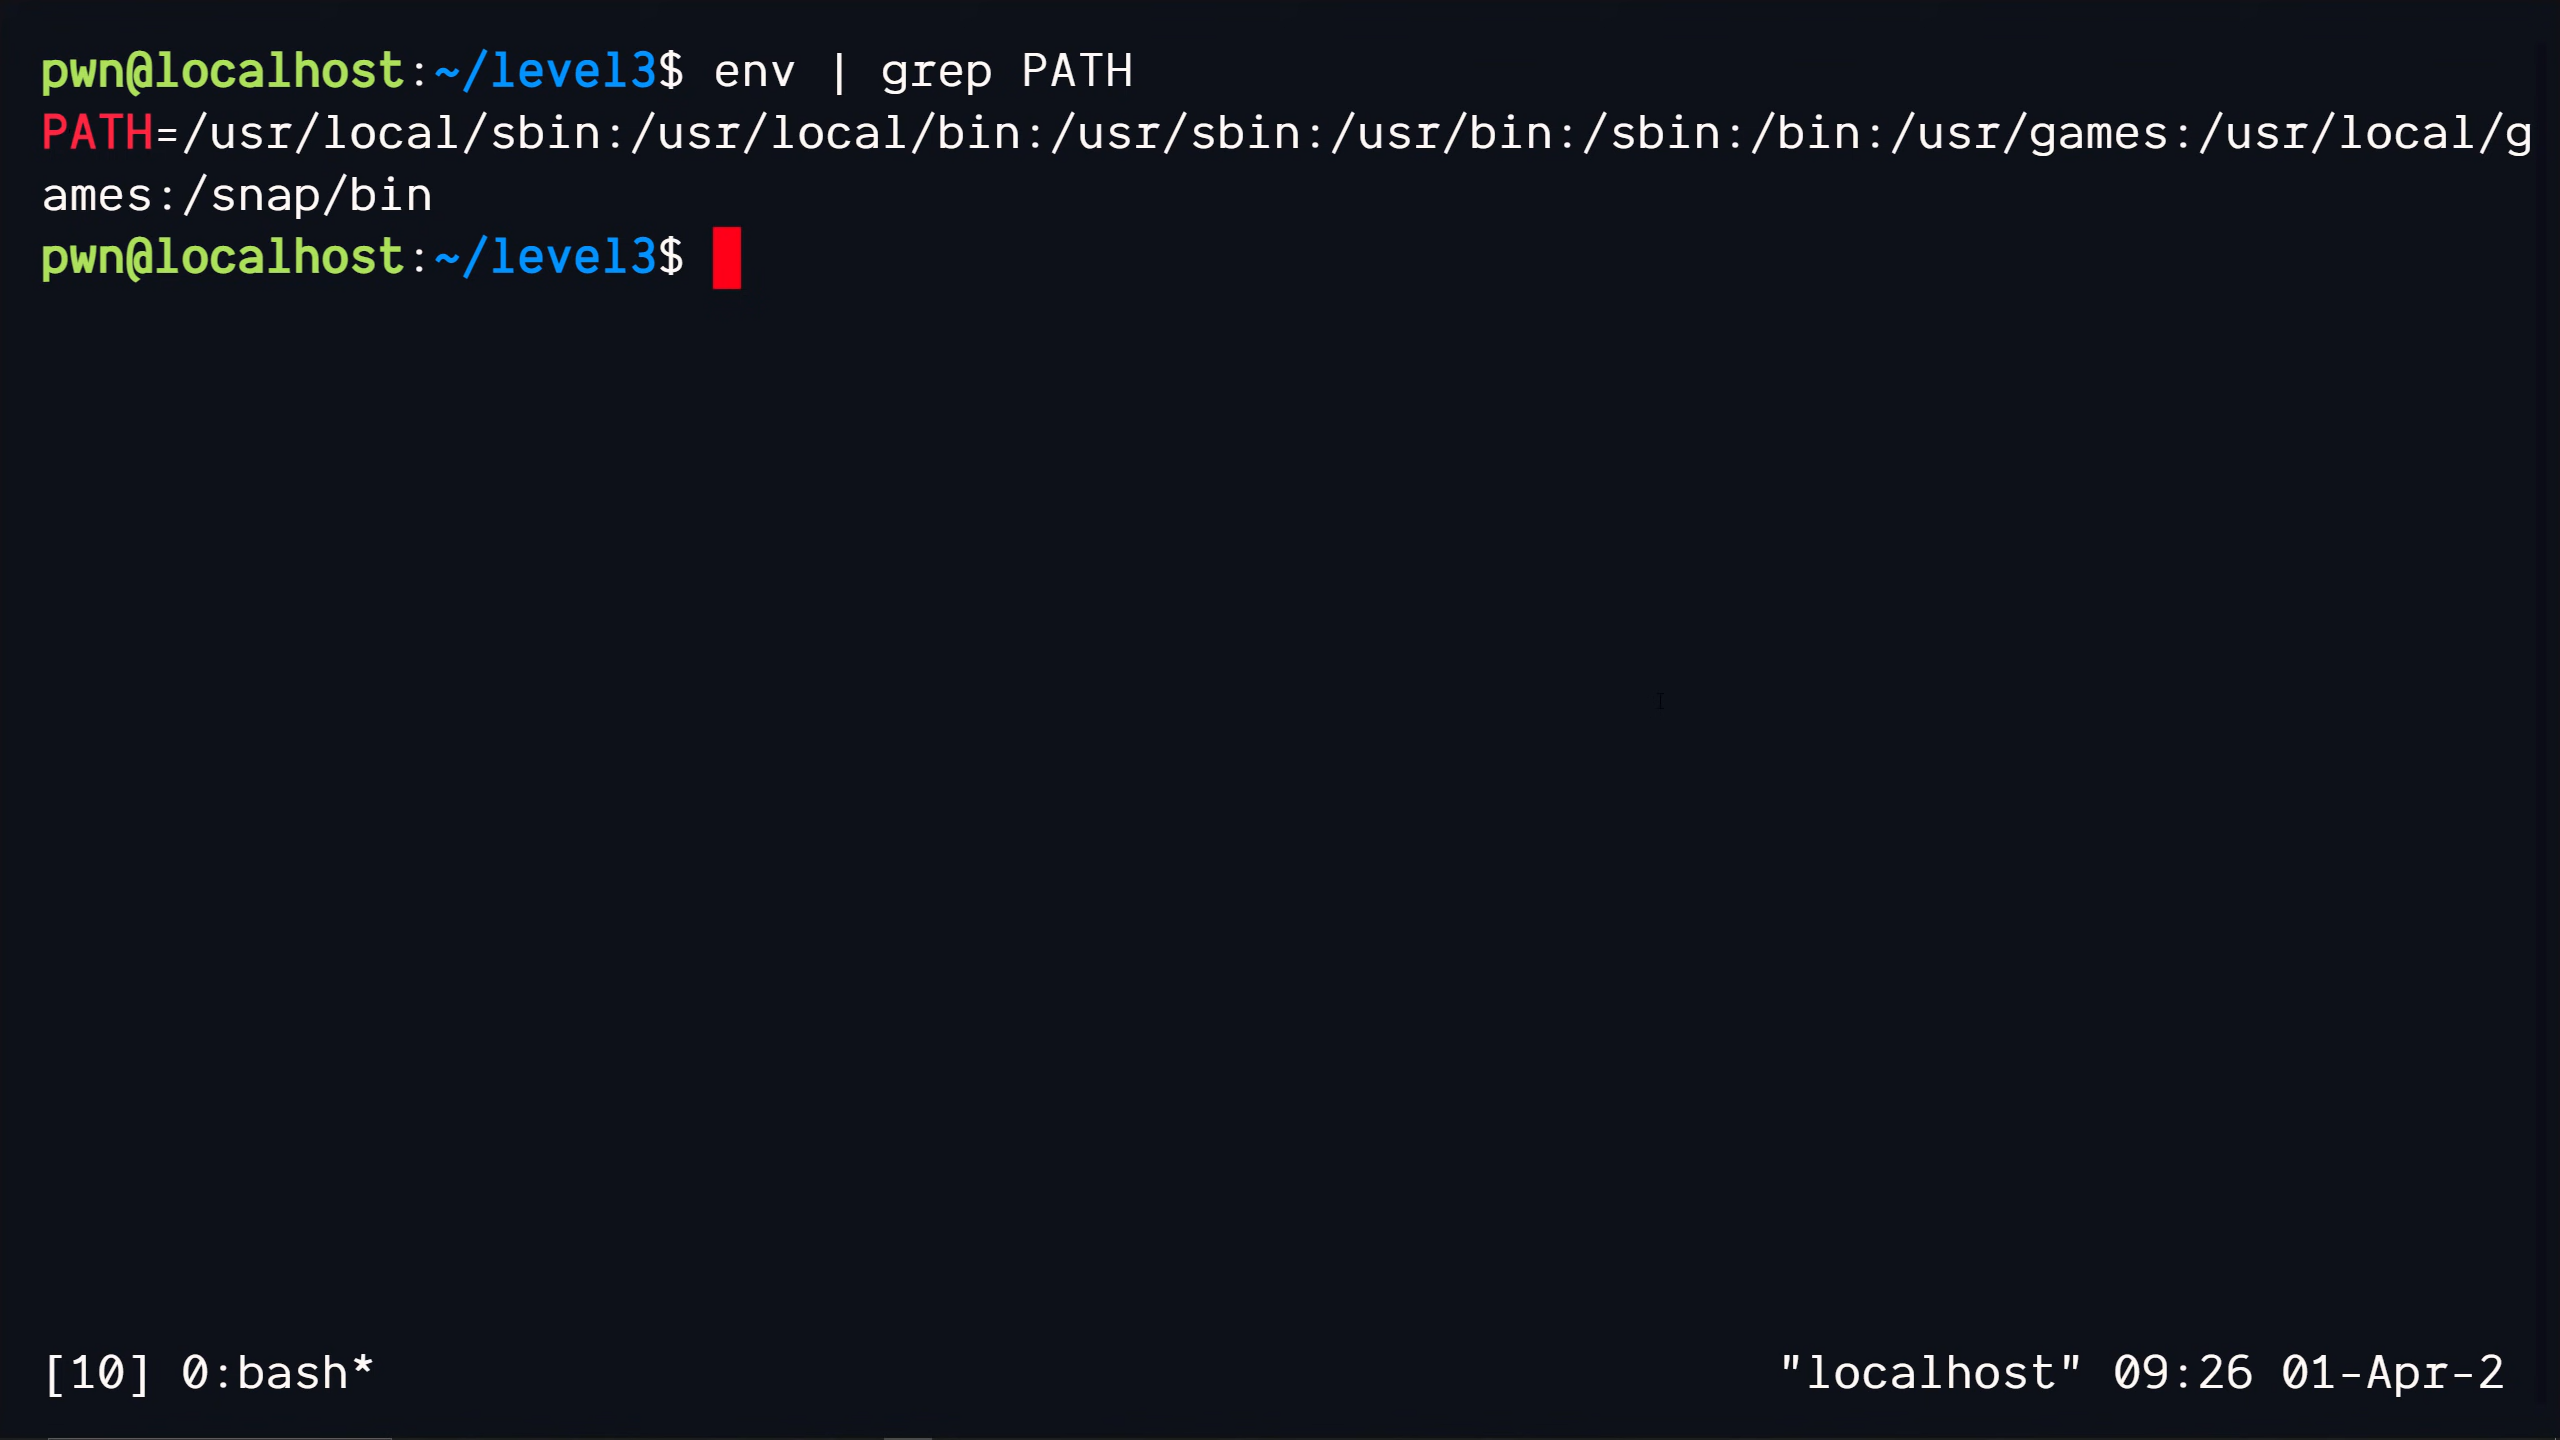 pwn@localhost:~/level3$ env | grep PATH
PATH=/usr/local/sbin:/usr/local/bin:/usr/sbin:/usr/bin:/sbin:/bin:/usr/games:/usr/local/g
ames:/snap/bin
pwn@localhost:~/level3$
[10] 0:bash* "localhost" 09:26 01-Apr-2